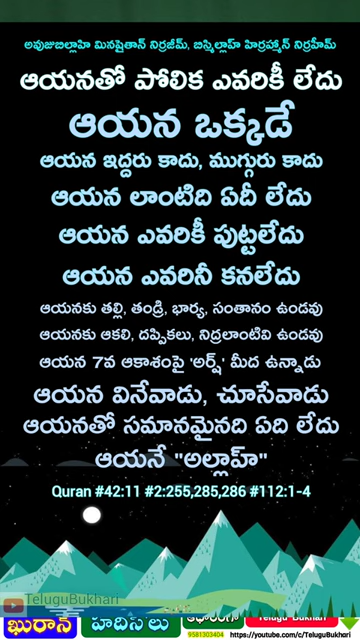 అవుజుబిల్లాహి మినషైతాన్ నిర్రజీమ్, బిస్మిల్లాహ్ హిర్రహ్మాన్ నిర్రహీమ్
ఆయనతో పోలిక ఎవరికీ లేదు
ఆయన ఒక్కడే
ఆయన ఇద్దరు కాదు, ముగ్గురు కాదు
ఆయన లాంటిది ఏదీ లేదు
ఆయన ఎవరికీ పుట్టలేదు
ఆయన ఎవరినీ కనలేదు
ఆయనకు తల్లి, తండ్రి, భార్య, సంతానం ఉండవు
ఆయనకు ఆకలి, దప్పికలు, నిద్రలాంటివి ఉండవు
ఆయన 7వ ఆకాశంపై 'అర్ష్' మీద ఉన్నాడు
ఆయన వినేవాడు, చూసేవాడు
ఆయనతో సమానమైనది ఏది లేదు
ఆయనే "అల్లాహ్"
Quran #42:11 #2:255,285,286 #112:1-4
TeluguBukhari
ఖురాన్ హదీసులు
Telugu Bukhari
9581303404 https://youtube.com/c/TeluguBukh